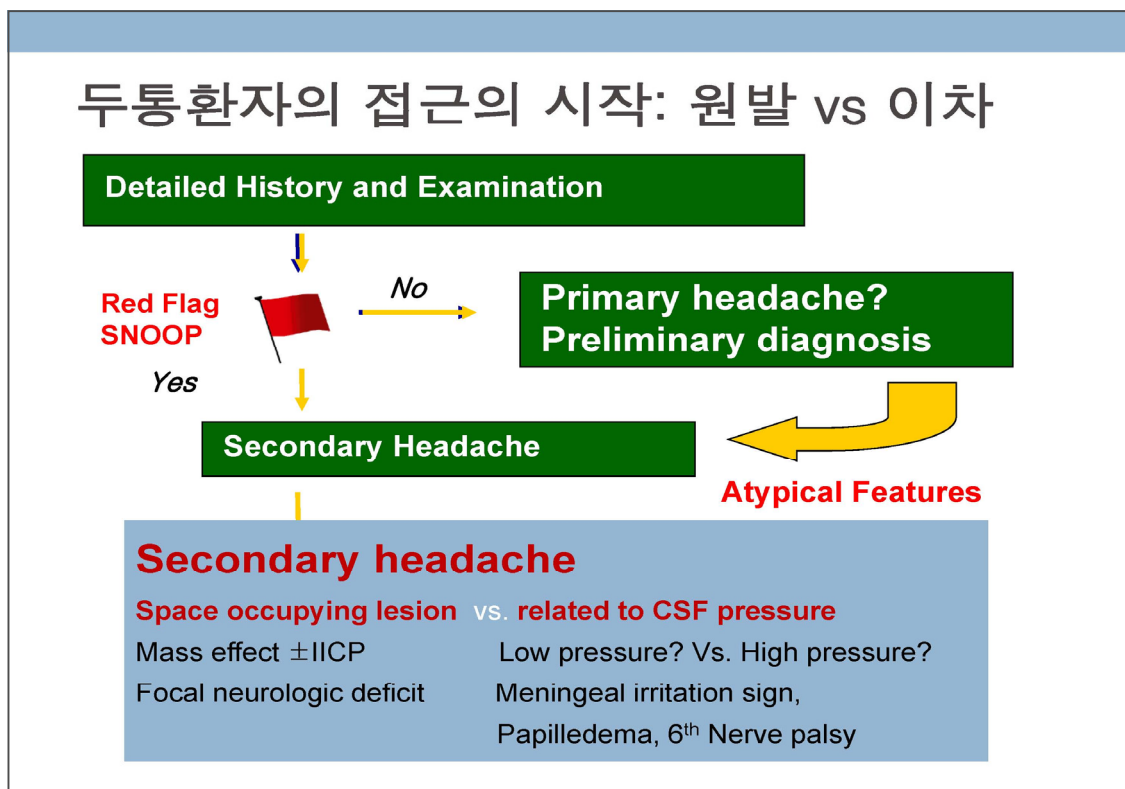 두통환자의 접근의 시작: 원발 vs 이차
Detailed History and Examination
Red Flag
SNOOP
No
Yes
Primary headache?
Preliminary diagnosis
Secondary Headache
Atypical Features
Secondary headache
Space occupying lesion vs. related to CSF pressure
Mass effect ±IICP Low pressure? Vs. High pressure?
Focal neurologic deficit Meningeal irritation sign,
Papilledema, 6th Nerve palsy